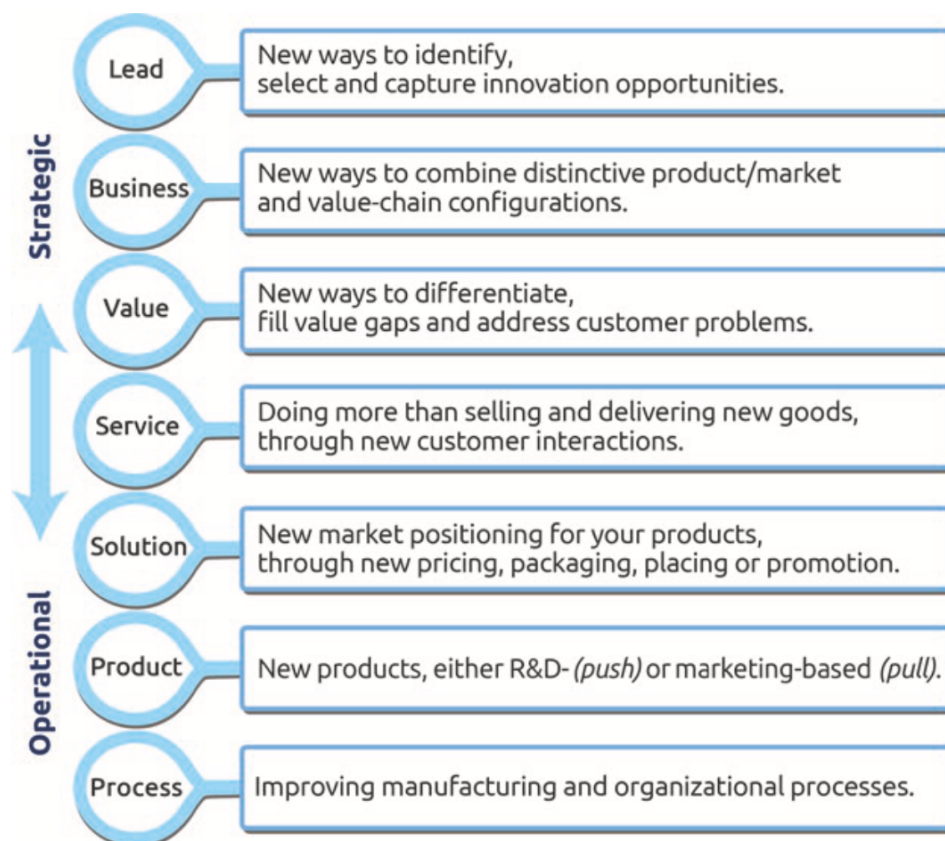 Strategic
Operational
Lead
New ways to identify,
select and capture innovation opportunities.
Business
New ways to combine distinctive product/market
and value-chain configurations.
Value
New ways to differentiate,
fill value gaps and address customer problems.
Service
Doing more than selling and delivering new goods,
through new customer interactions.
Solution
New market positioning for your products,
through new pricing, packaging, placing or promotion.
Product
New products, either R&D- (push) or marketing-based (pull).
Process
Improving manufacturing and organizational processes.